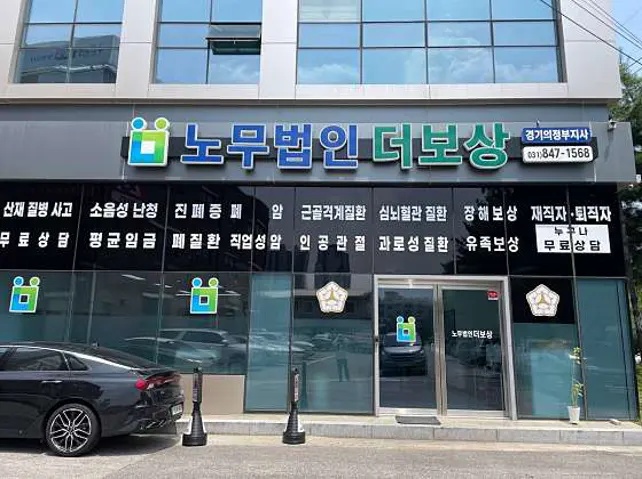 노무법인 더보상
경기의정부지사
(031)847-1568
산재 질병 사고 소음성 난청 진폐증 폐 암 근골격계질환 심뇌혈관 질환 장해보상 재직자·퇴직자
무료상담 평균임금 폐질환 직업성암 인공관절 과로성질환 유족보상 누구나
무료상담
노무법인더보상